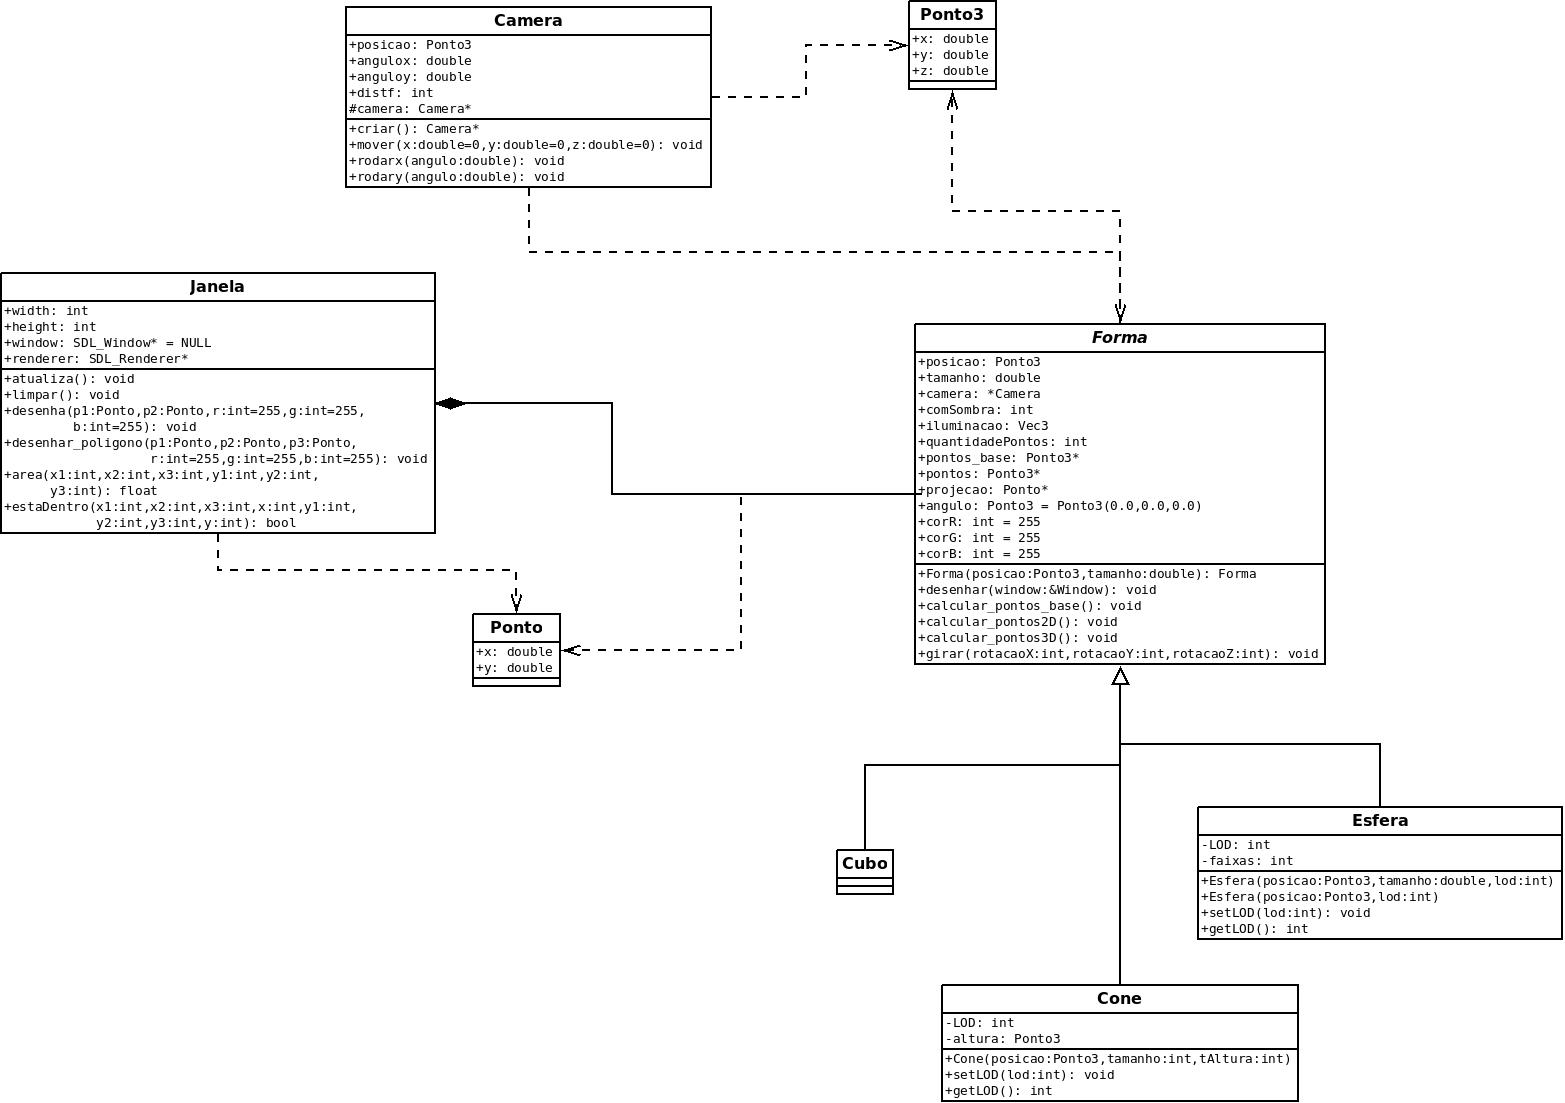 Camera
+posicao: Ponto3
+angulox: double
+anguloy: double
+distf: int
#camera: Camera*
+criar(): Camera*
+mover(x:double=0,y:double=0,z:double=0): void
+rodarx(angulo:double): void
+rodary(angulo:double): void
Ponto3
+x: double
+y: double
+z: double
Janela
+width: int
+height: int
+window: SDL_Window* = NULL
+renderer: SDL_Renderer*
+atualiza(): void
+limpar(): void
+desenha(p1:Ponto,p2:Ponto,r:int=255,g:int=255,
b:int=255): void
+desenhar_poligono(p1:Ponto,p2:Ponto,p3:Ponto,
r:int=255,g:int=255,b:int=255): void
+area(x1:int,x2:int,x3:int,y1:int,y2:int,
y3:int): float
+estaDentro(x1:int,x2:int,x3:int,x:int,y1:int,
y2:int,y3:int,y:int): bool
Forma
+posicao: Ponto3
+tamanho: double
+camera: *Camera
+comSombra: int
+iluminacao: Vec3
+quantidadePontos: int
+pontos_base: Ponto3*
+pontos: Ponto3*
+projecao: Ponto*
+angulo: Ponto3 = Ponto3(0.0,0.0,0.0)
+corR: int = 255
+corG: int = 255
+corB: int = 255
+Forma(posicao:Ponto3,tamanho:double): Forma
+desenhar(window:&Window): void
+calcular_pontos_base(): void
+calcular_pontos2D(): void
+calcular_pontos3D(): void
+girar(rotacaoX:int,rotacaoY:int,rotacaoZ:int): void
Ponto
+x: double
+y: double
Cubo
Esfera
-LOD: int
-faixas: int
+Esfera(posicao:Ponto3,tamanho:double,lod:int)
+Esfera(posicao:Ponto3,lod:int)
+setLOD(lod:int): void
+getLOD(): int
Cone
-LOD: int
-altura: Ponto3
+Cone(posicao:Ponto3,tamanho:int,tAltura:int)
+setLOD(lod:int): void
+getLOD(): int